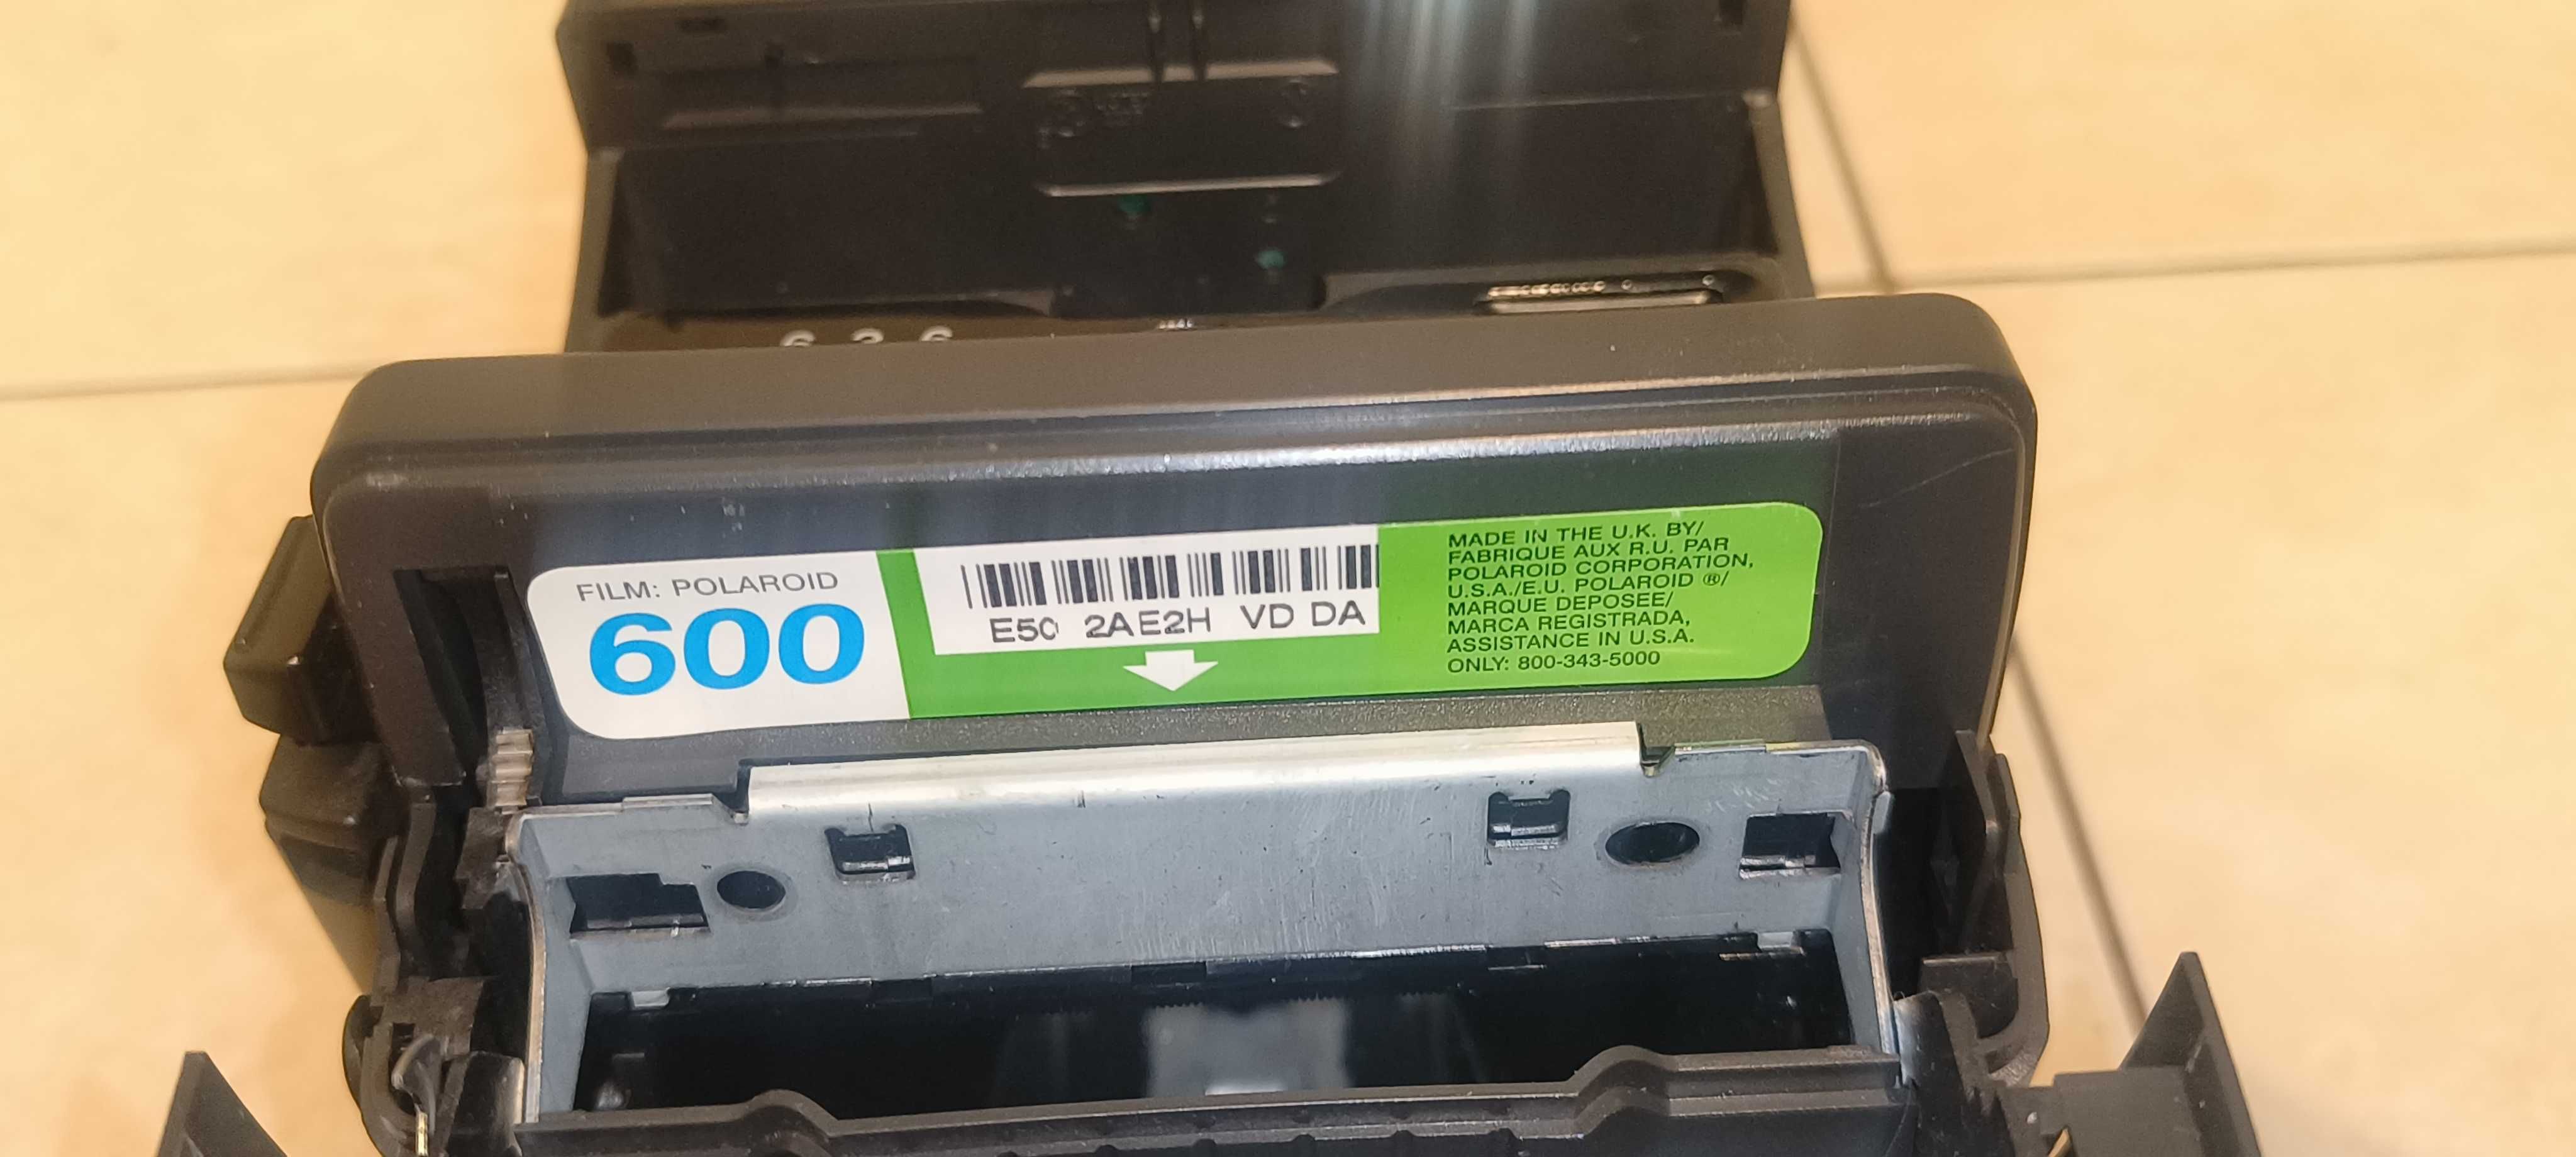 636
FILM: POLAROID
600
E50 2AE2H VD DA
MADE IN THE U.K. BY/
FABRIQUE AUX R.U. PAR
POLAROID CORPORATION,
U.S.A./E.U. POLAROID ®/
MARQUE DEPOSEE/
MARCA REGISTRADA,
ASSISTANCE IN U.S.A.
ONLY: 800-343-5000